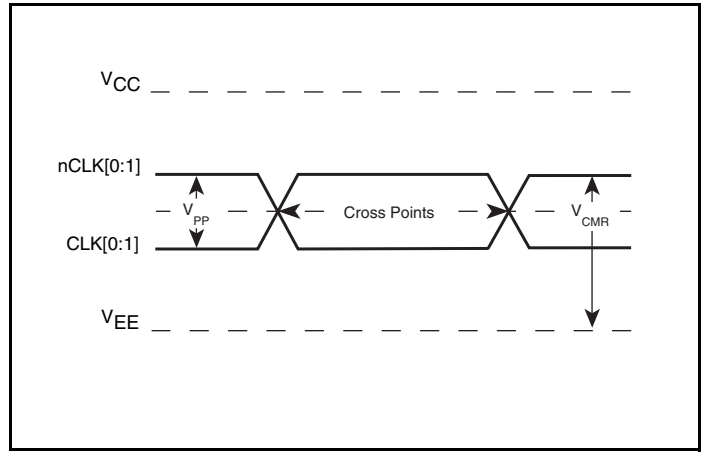 VCC
nCLK[0:1]
VPP
Cross Points
VCMR
CLK[0:1]
VEE